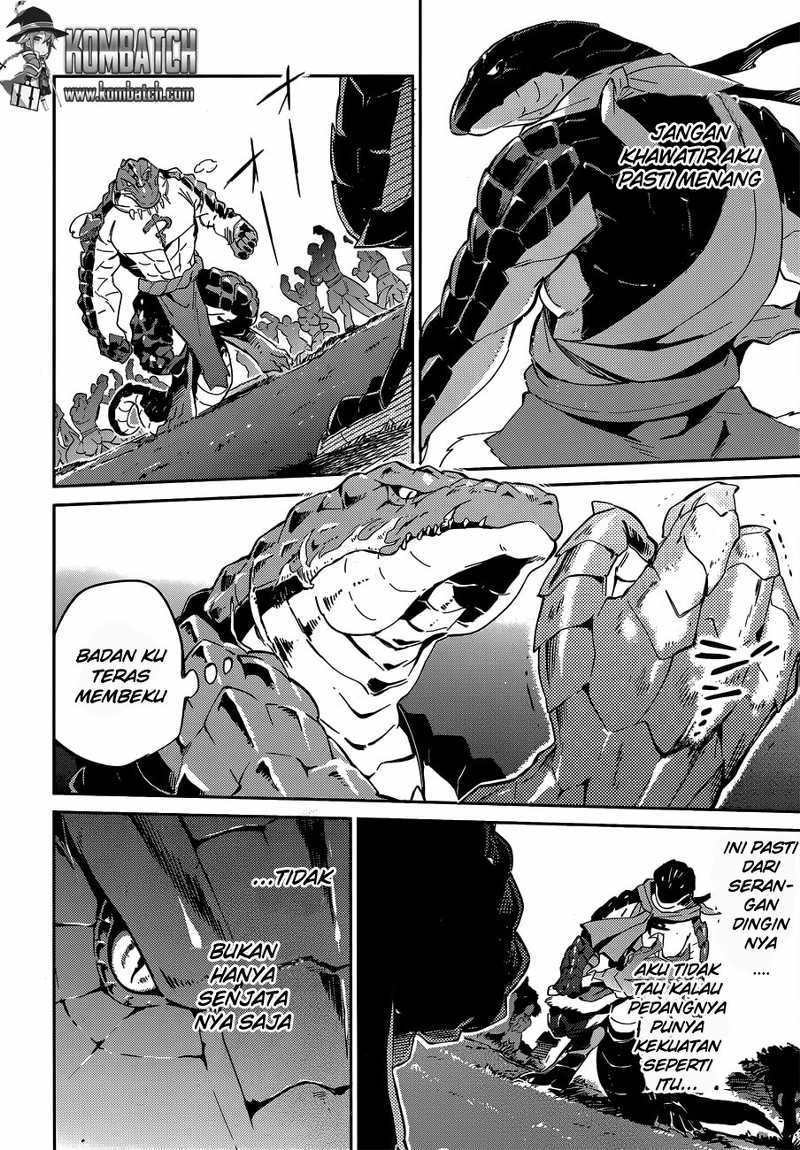 KOMBATCH
www.kombatch.com
JANGAN
KHAWATIR AKU
PASTI MENANG
BADAN KU
TERAS
MEMBEKU
INI PASTI
DARI
SERAN-
GAN
DINGIN
NYA
....
AKU TIDAK
TAU KALAU
PEDANGNYA
PUNYA
KEKUATAN
SEPERTI
ITU...
...TIDAK
BUKAN
HANYA
SENJATA
NYA SAJA